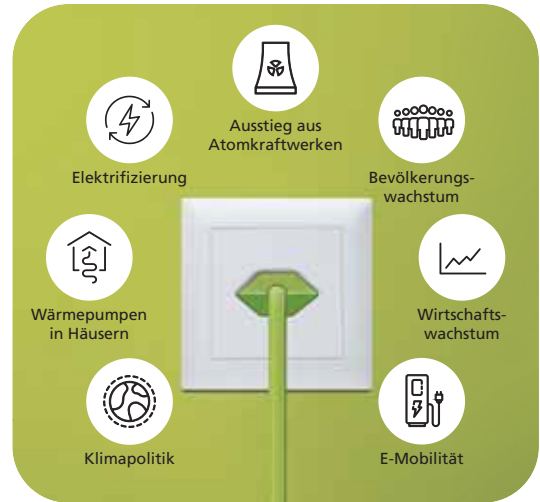 Ausstieg aus
Atomkraftwerken
Elektrifizierung
Bevölkerungs-
wachstum
Wärmepumpen
in Häusern
Wirtschafts-
wachstum
Klimapolitik
E-Mobilität